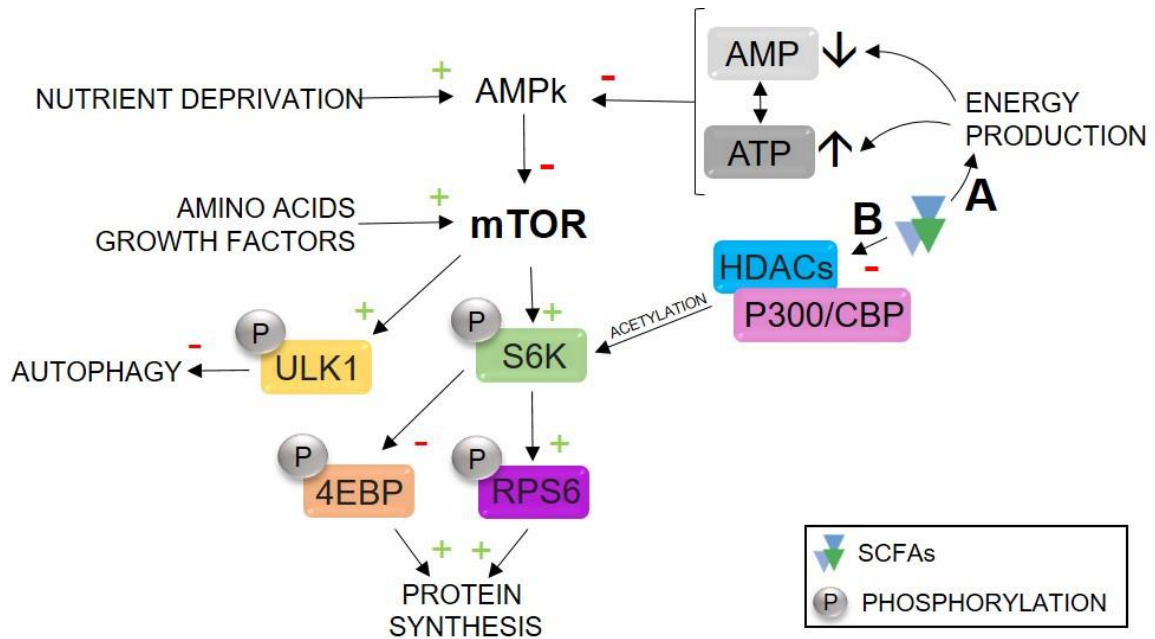 AMP
↓
+
-
NUTRIENT DEPRIVATION
AMPk
ENERGY
PRODUCTION
ATP
↑
-
A
+
AMINO ACIDS
GROWTH FACTORS
mTOR
B
HDACs
-
P300/CBP
ACETYLATION
+
P
ULK1
P
+
S6K
-
AUTOPHAGY
P
-
4EBP
P
+
RPS6
+
+
PROTEIN
SYNTHESIS
SCFAs
P
PHOSPHORYLATION